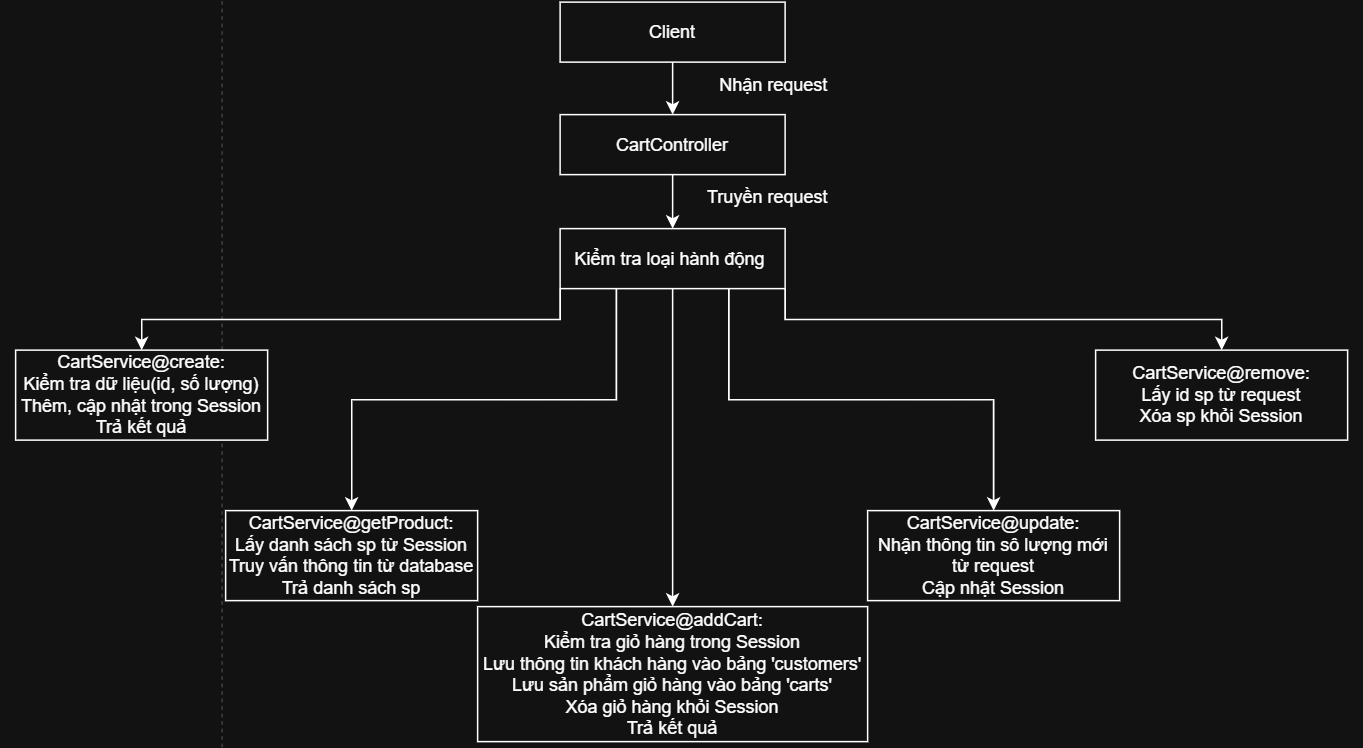 Client
Nhận request
CartController
Truyền request
Kiểm tra loại hành động
CartService@create:
Kiểm tra dữ liệu(id, số lượng)
Thêm, cập nhật trong Session
Trả kết quả
CartService@remove:
Lấy id sp từ request
Xóa sp khỏi Session
CartService@getProduct:
Lấy danh sách sp từ Session
Truy vấn thông tin từ database
Trả danh sách sp
CartService@update:
Nhận thông tin số lượng mới
từ request
Cập nhật Session
CartService@addCart:
Kiểm tra giỏ hàng trong Session
Lưu thông tin khách hàng vào bảng 'customers'
Lưu sản phẩm giỏ hàng vào bảng 'carts'
Xóa giỏ hàng khỏi Session
Trả kết quả